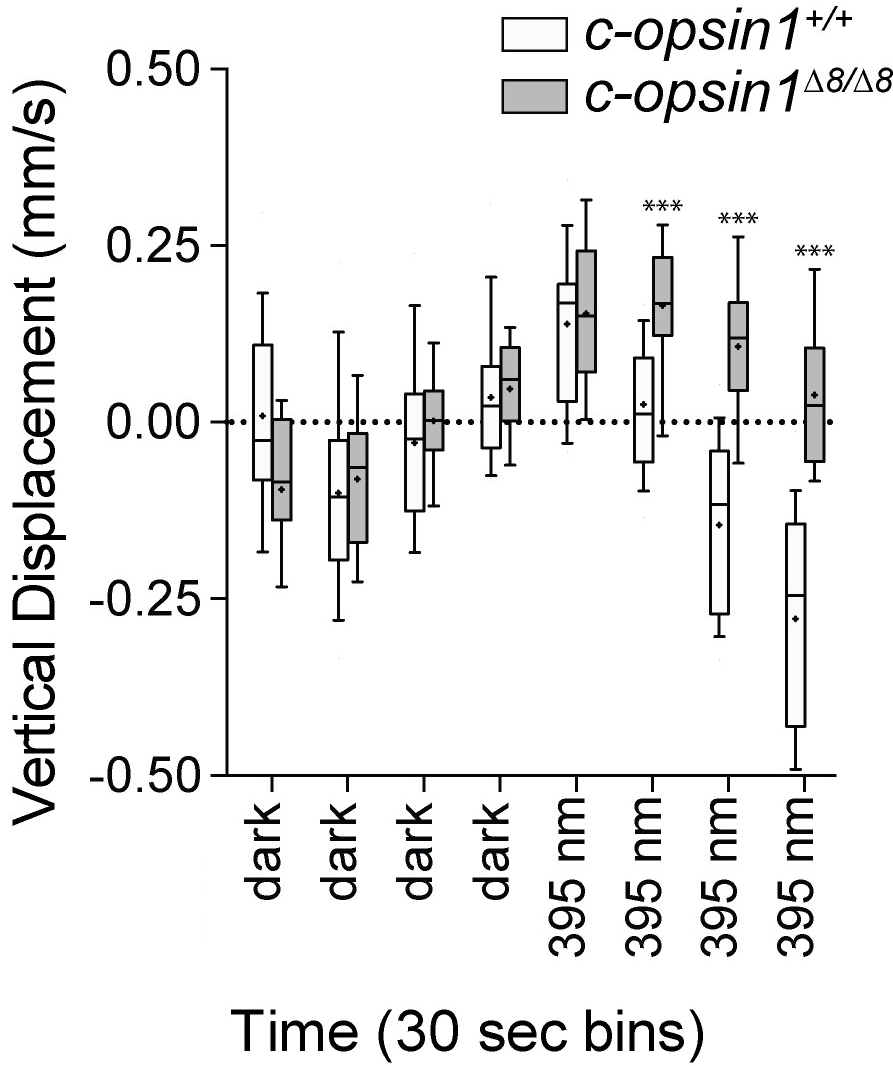 c-opsin1+/+
c-opsin1Δ8/Δ8
Vertical Displacement (mm/s)
0.50
0.25
0.00
-0.25
-0.50
***
***
***
dark
dark
dark
dark
395 nm
395 nm
395 nm
395 nm
Time (30 sec bins)